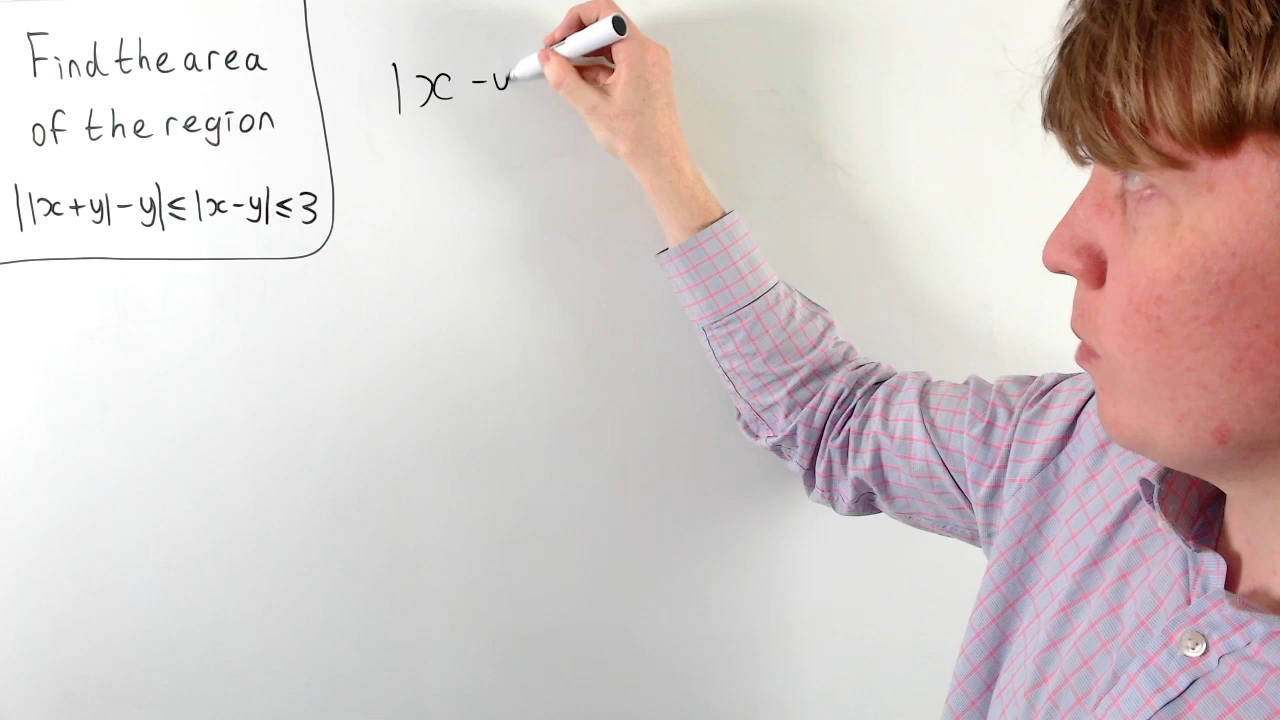 Find the area
of the region
||x+y|-y|≤|x-y|≤3
|x-y